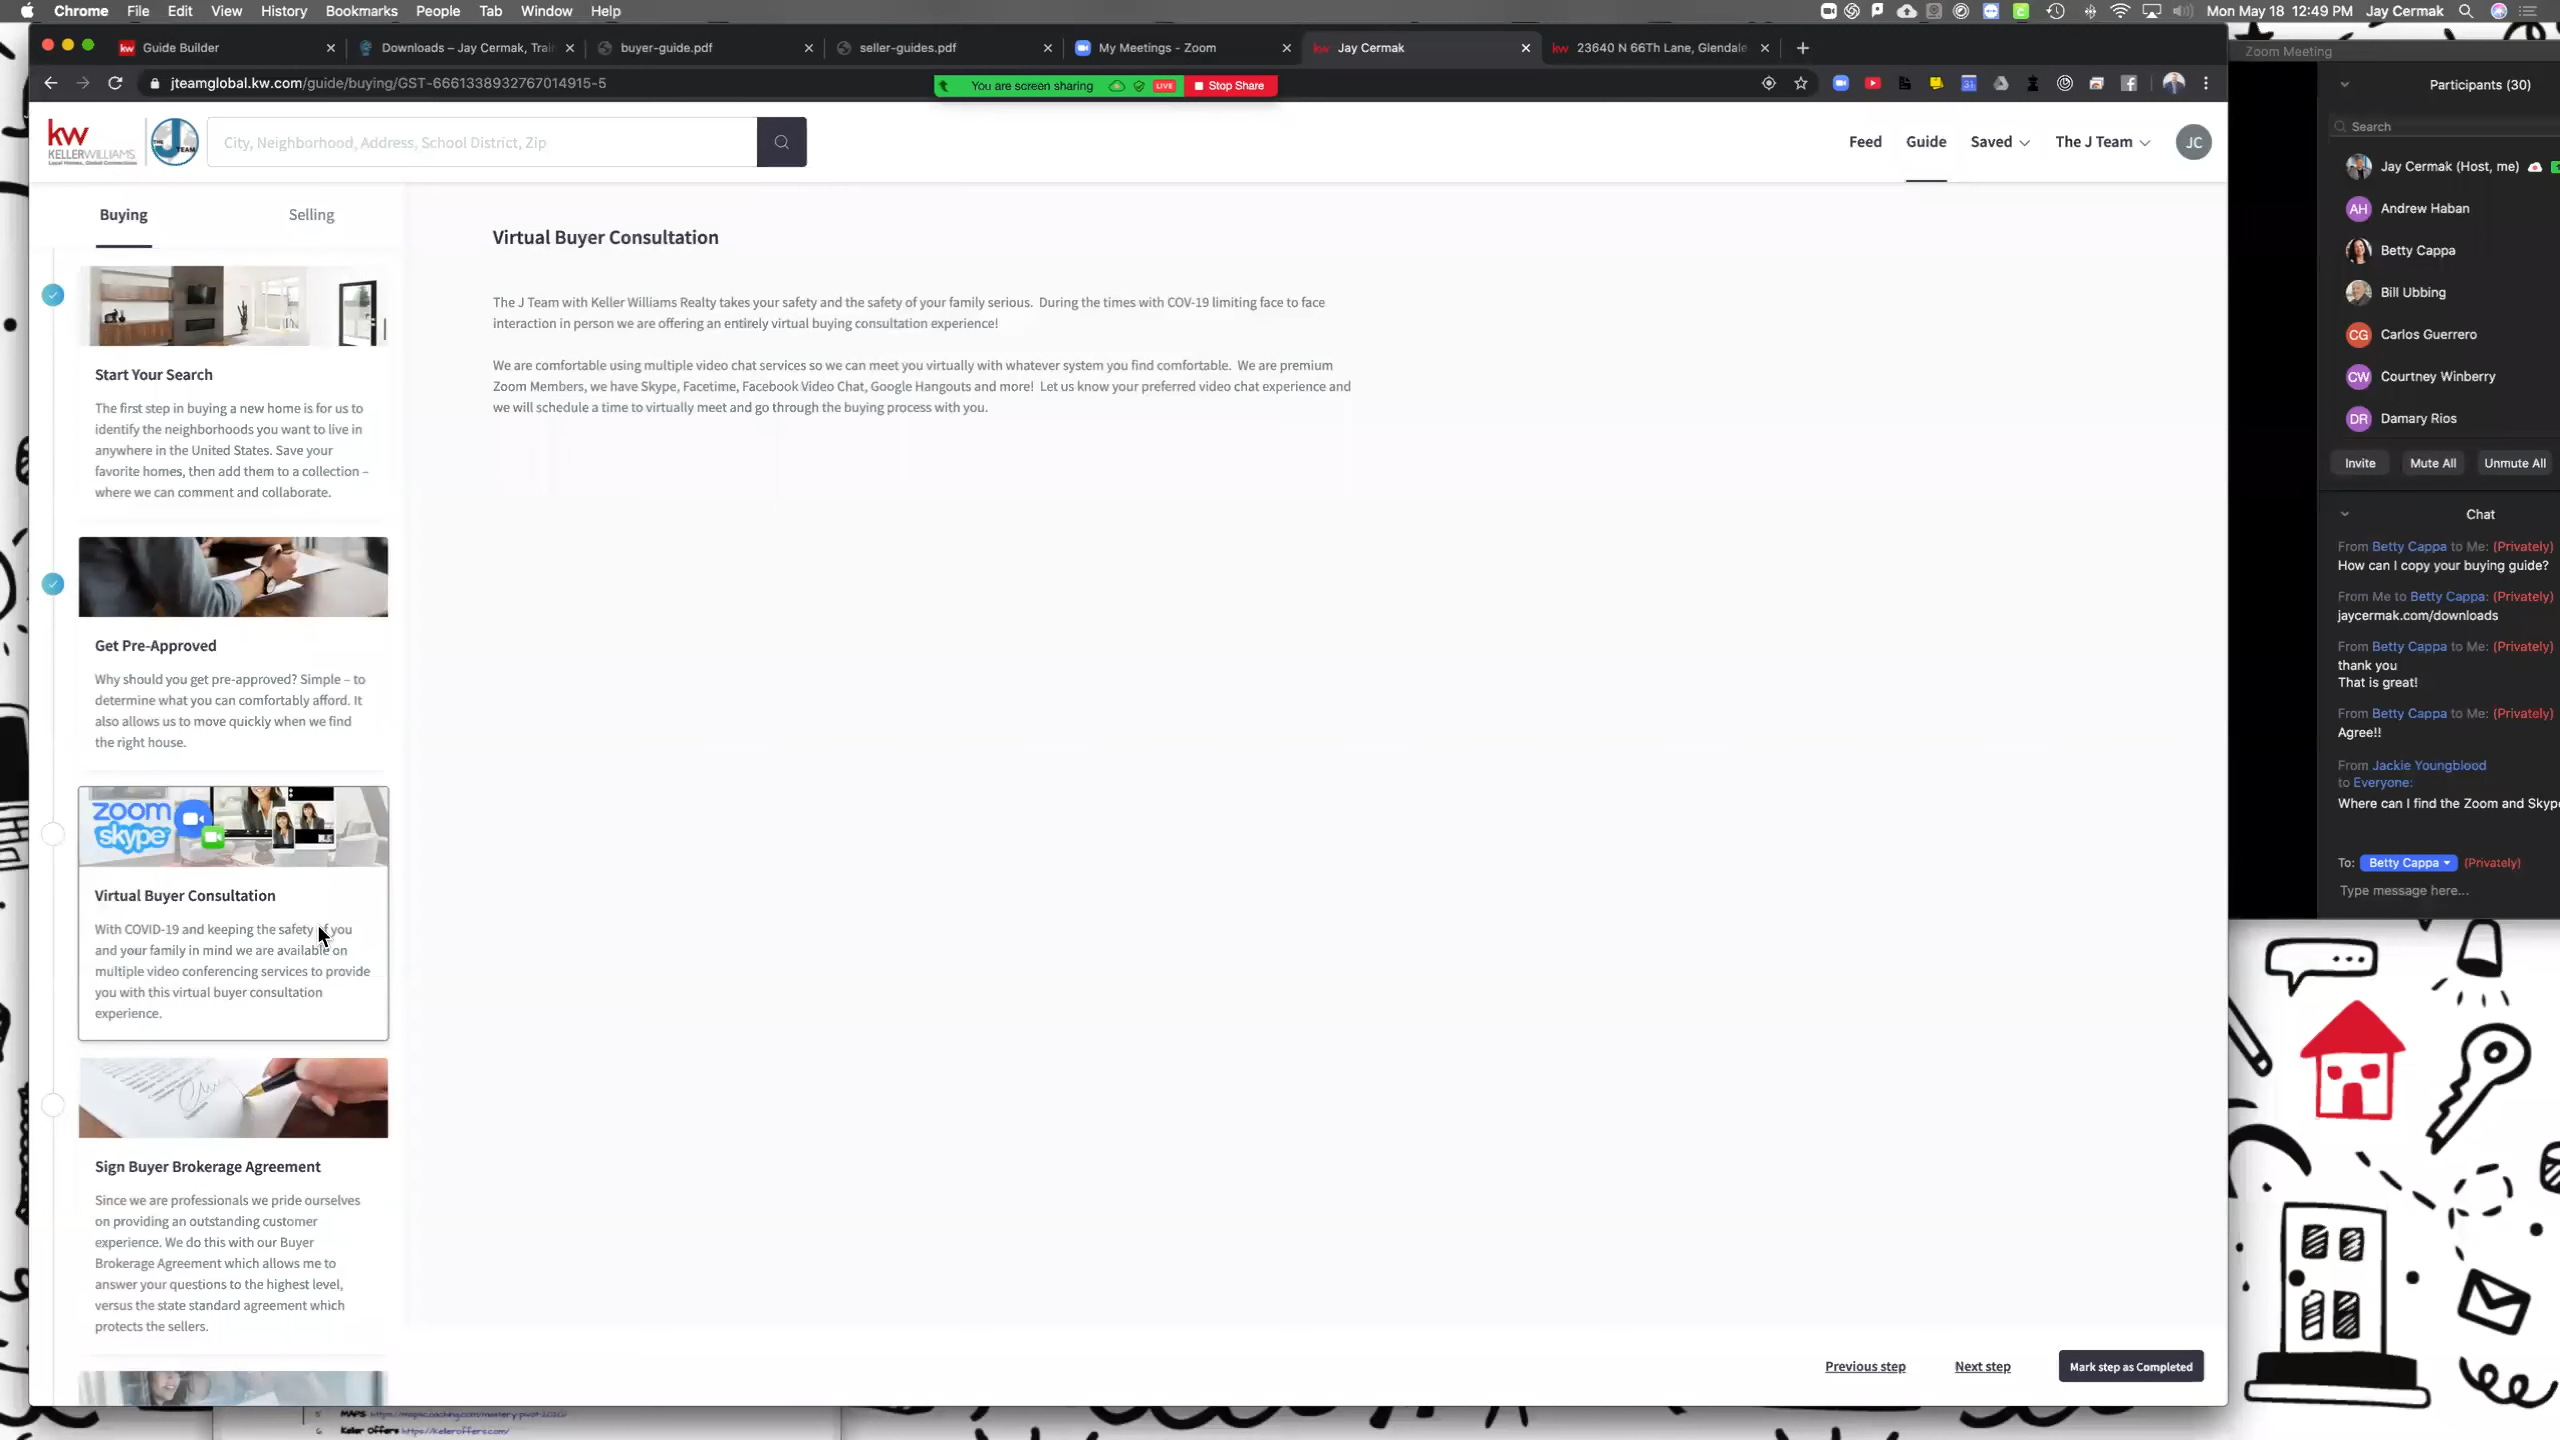 Chrome File Edit View History Bookmarks People Tab Window Help
Mon May 18 12:49 PM Jay Cermak
Guide Builder
Downloads – Jay Cermak, Trai
buyer-guide.pdf
seller-guides.pdf
My Meetings - Zoom
Jay Cermak
23640 N 66Th Lane, Glendale
jteamglobal.kw.com/guide/buying/GST-6661338932767014915-5
You are screen sharing
LIVE
Stop Share
kw
KELLERWILLIAMS.
THE J TEAM
City, Neighborhood, Address, School District, Zip
Feed
Guide
Saved
The J Team
JC
Buying
Selling
Start Your Search
The first step in buying a new home is for us to
identify the neighborhoods you want to live in
anywhere in the United States. Save your
favorite homes, then add them to a collection –
where we can comment and collaborate.
Get Pre-Approved
Why should you get pre-approved? Simple – to
determine what you can comfortably afford. It
also allows us to move quickly when we find
the right house.
zoom
skype
Virtual Buyer Consultation
With COVID-19 and keeping the safety of you
and your family in mind we are available on
multiple video conferencing services to provide
you with this virtual buyer consultation
experience.
Sign Buyer Brokerage Agreement
Since we are professionals we pride ourselves
on providing an outstanding customer
experience. We do this with our Buyer
Brokerage Agreement which allows me to
answer your questions to the highest level,
versus the state standard agreement which
protects the sellers.
Virtual Buyer Consultation
The J Team with Keller Williams Realty takes your safety and the safety of your family serious. During the times with COV-19 limiting face to face
interaction in person we are offering an entirely virtual buying consultation experience!
We are comfortable using multiple video chat services so we can meet you virtually with whatever system you find comfortable. We are premium
Zoom Members, we have Skype, Facetime, Facebook Video Chat, Google Hangouts and more! Let us know your preferred video chat experience and
we will schedule a time to virtually meet and go through the buying process with you.
Previous step
Next step
Mark step as Completed
Zoom Meeting
Participants (30)
Search
Jay Cermak (Host, me)
AH Andrew Haban
Betty Cappa
Bill Ubbing
CG Carlos Guerrero
CW Courtney Winberry
DR Damary Rios
Invite
Mute All
Unmute All
Chat
From Betty Cappa to Me: (Privately)
How can I copy your buying guide?
From Me to Betty Cappa: (Privately)
jaycermak.com/downloads
From Betty Cappa to Me: (Privately)
thank you
That is great!
From Betty Cappa to Me: (Privately)
Agree!!
From Jackie Youngblood
to Everyone:
Where can I find the Zoom and Skype
To: Betty Cappa (Privately)
Type message here...
Keller Offers https://kelleroffers.com/